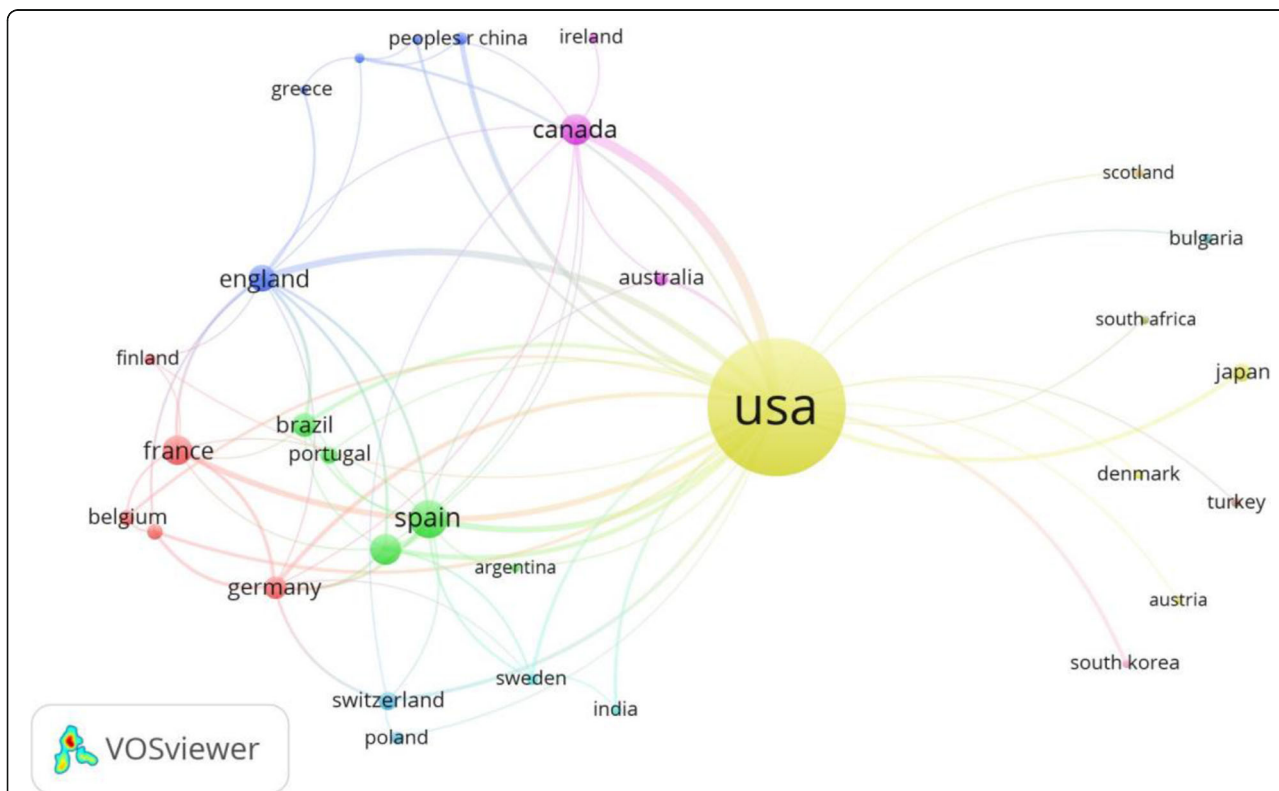 peoples r china
ireland
greece
canada
scotland
bulgaria
england
australia
south africa
finland
japan
usa
brazil
france
portugal
denmark
turkey
belgium
spain
argentina
germany
austria
south korea
sweden
switzerland
india
poland
VOSviewer